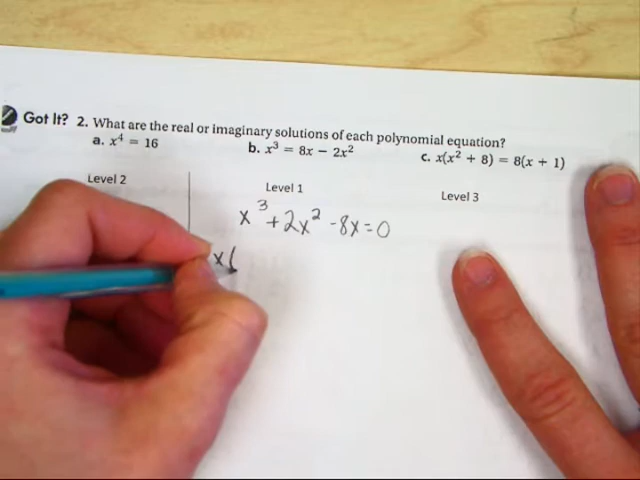 Got It? 2. What are the real or imaginary solutions of each polynomial equation?
a. x⁴ = 16 b. x³ = 8x − 2x² c. x(x² + 8) = 8(x + 1)
Level 2 Level 1 Level 3
x³ + 2x² - 8x = 0
x(